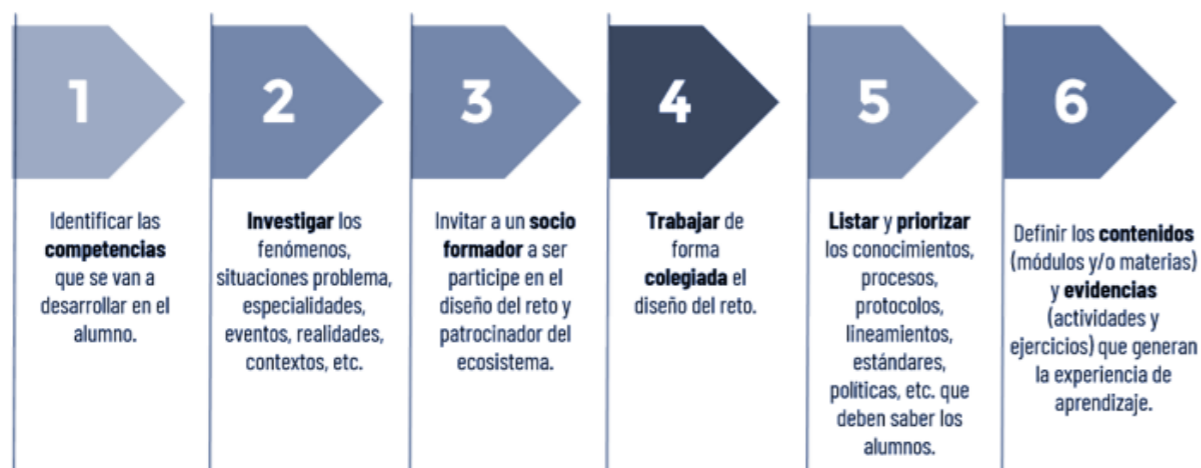 1
Identificar las
competencias
que se van a
desarrollar en el
alumno.
2
Investigar los
fenómenos,
situaciones problema,
especialidades,
eventos, realidades,
contextos, etc.
3
Invitar a un socio
formador a ser
participe en el
diseño del reto y
patrocinador del
ecosistema.
4
Trabajar de
forma
colegiada el
diseño del reto.
5
Listar y priorizar
los conocimientos,
procesos,
protocolos,
lineamientos,
estándares,
políticas, etc. que
deben saber los
alumnos.
6
Definir los contenidos
(módulos y/o materias)
y evidencias
(actividades y
ejercicios) que generan
la experiencia de
aprendizaje.